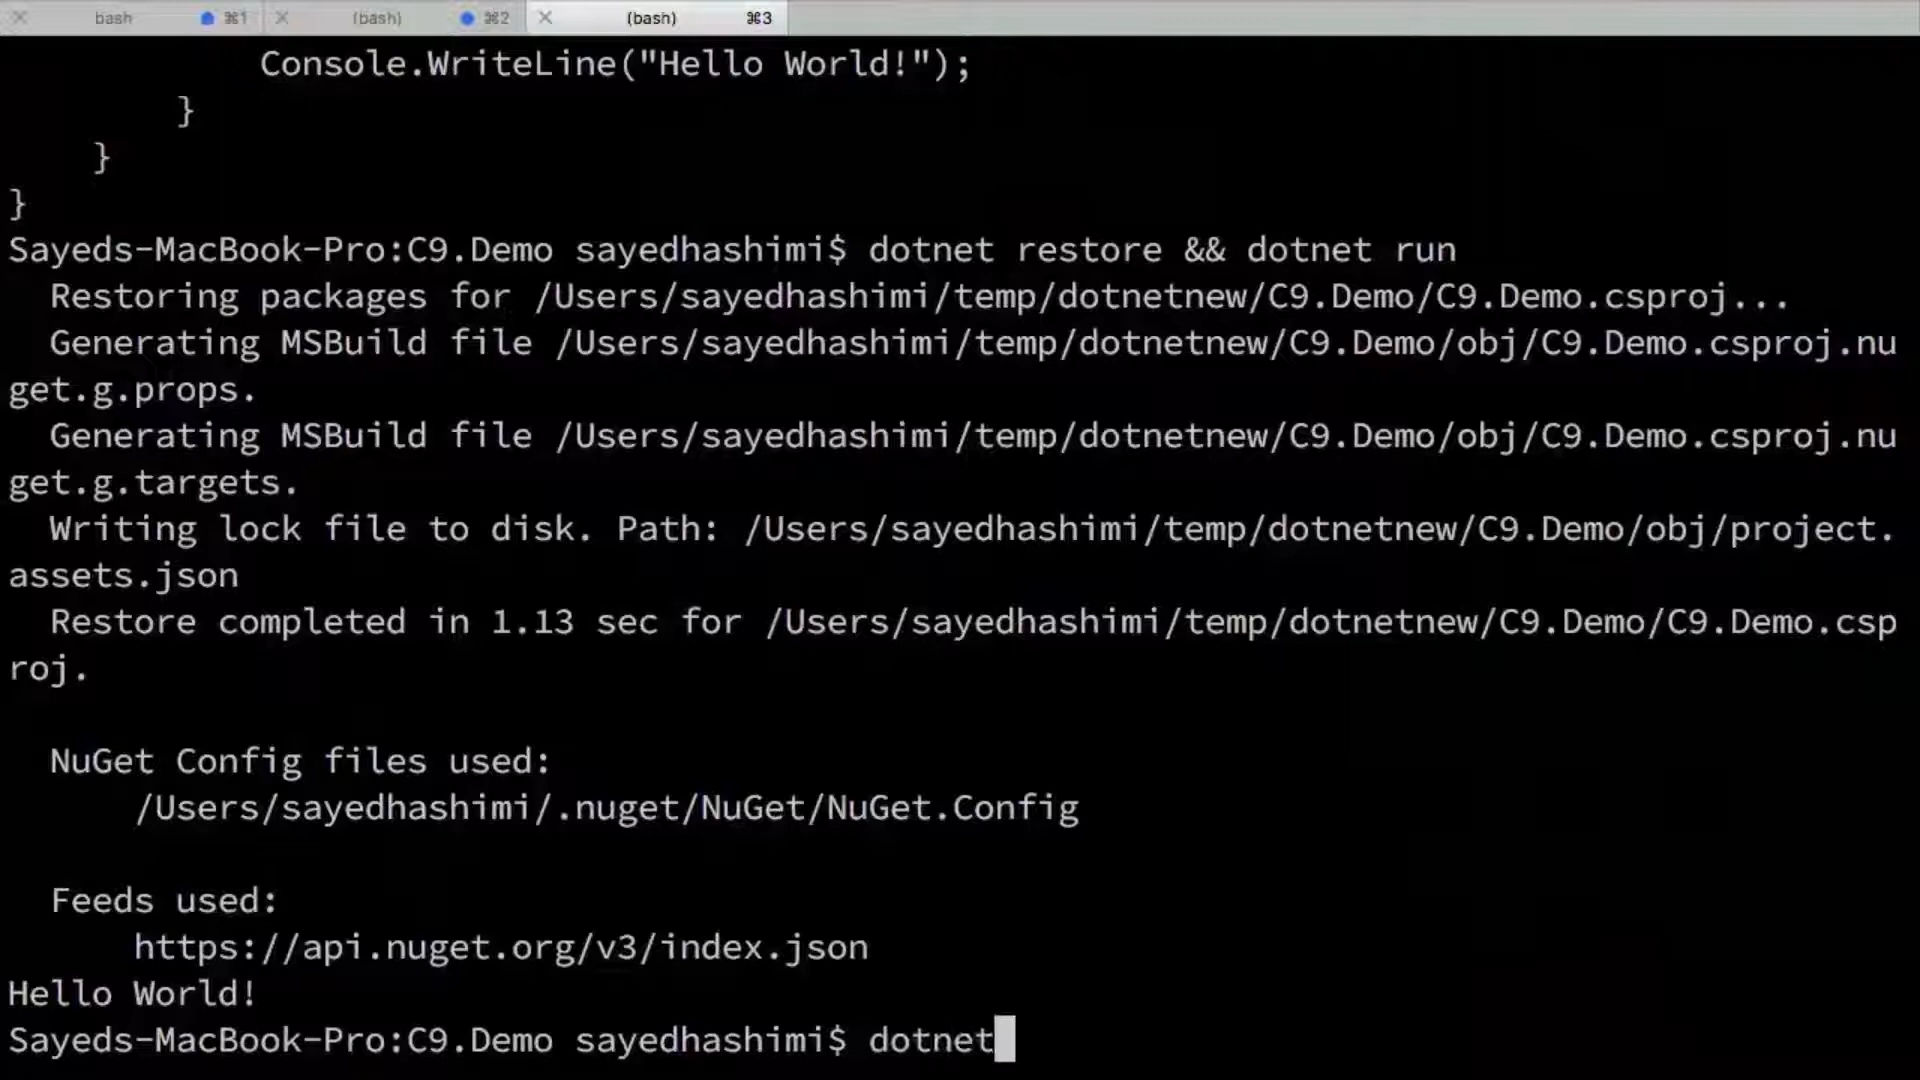 bash ⌘1 (bash) ⌘2 (bash) ⌘3
Console.WriteLine("Hello World!");
}
}
}
Sayeds-MacBook-Pro:C9.Demo sayedhashimi$ dotnet restore && dotnet run
Restoring packages for /Users/sayedhashimi/temp/dotnetnew/C9.Demo/C9.Demo.csproj...
Generating MSBuild file /Users/sayedhashimi/temp/dotnetnew/C9.Demo/obj/C9.Demo.csproj.nu
get.g.props.
Generating MSBuild file /Users/sayedhashimi/temp/dotnetnew/C9.Demo/obj/C9.Demo.csproj.nu
get.g.targets.
Writing lock file to disk. Path: /Users/sayedhashimi/temp/dotnetnew/C9.Demo/obj/project.
assets.json
Restore completed in 1.13 sec for /Users/sayedhashimi/temp/dotnetnew/C9.Demo/C9.Demo.csp
roj.
NuGet Config files used:
/Users/sayedhashimi/.nuget/NuGet/NuGet.Config
Feeds used:
https://api.nuget.org/v3/index.json
Hello World!
Sayeds-MacBook-Pro:C9.Demo sayedhashimi$ dotnet